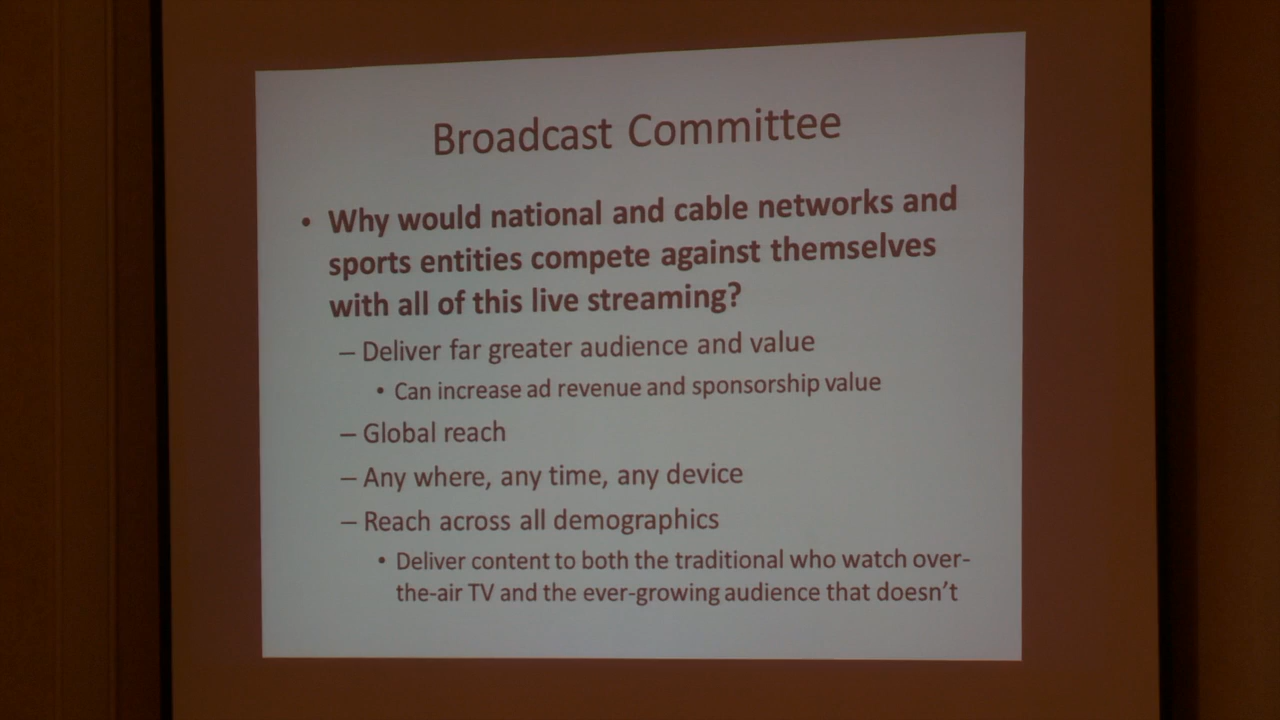 Broadcast Committee
• Why would national and cable networks and
sports entities compete against themselves
with all of this live streaming?
– Deliver far greater audience and value
• Can increase ad revenue and sponsorship value
– Global reach
– Any where, any time, any device
– Reach across all demographics
• Deliver content to both the traditional who watch over-
the-air TV and the ever-growing audience that doesn't